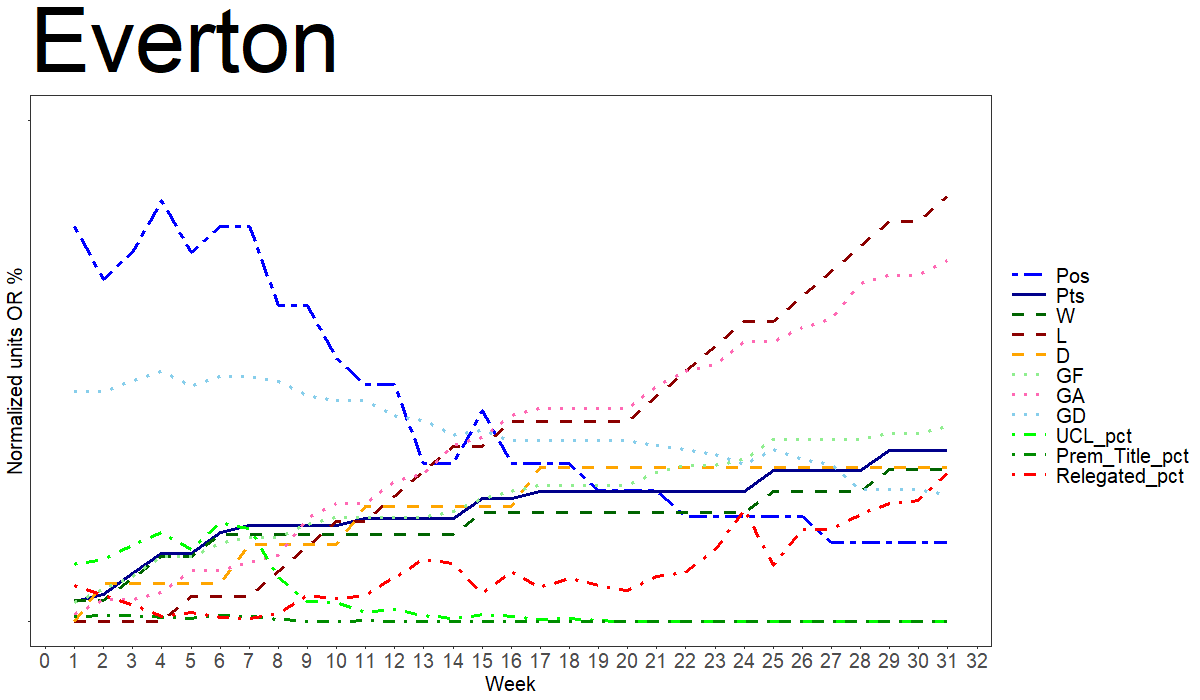 Everton
Normalized units OR %
0 1 2 3 4 5 6 7 8 9 10 11 12 13 14 15 16 17 18 19 20 21 22 23 24 25 26 27 28 29 30 31 32
Week
Pos
Pts
W
L
D
GF
GA
GD
UCL_pct
Prem_Title_pct
Relegated_pct